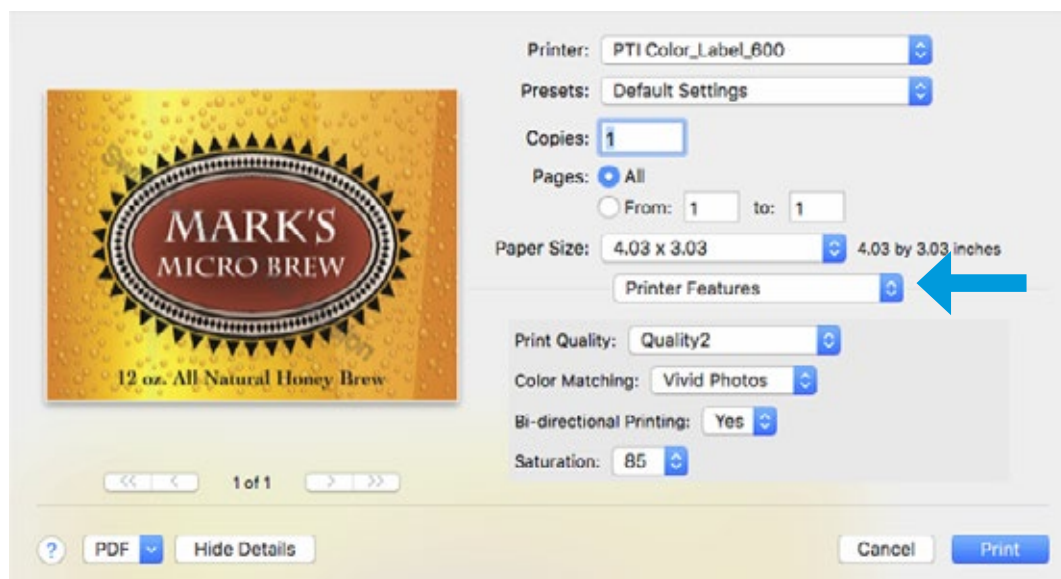 Printer: PTI Color_Label_600
Presets: Default Settings
Copies: 1
Pages: All
From: 1 to: 1
Paper Size: 4.03 x 3.03 4.03 by 3.03 inches
Printer Features
Print Quality: Quality2
Color Matching: Vivid Photos
Bi-directional Printing: Yes
Saturation: 85
MARK'S
MICRO BREW
12 oz. All Natural Honey Brew
<< < 1 of 1 > >>
? PDF Hide Details Cancel Print